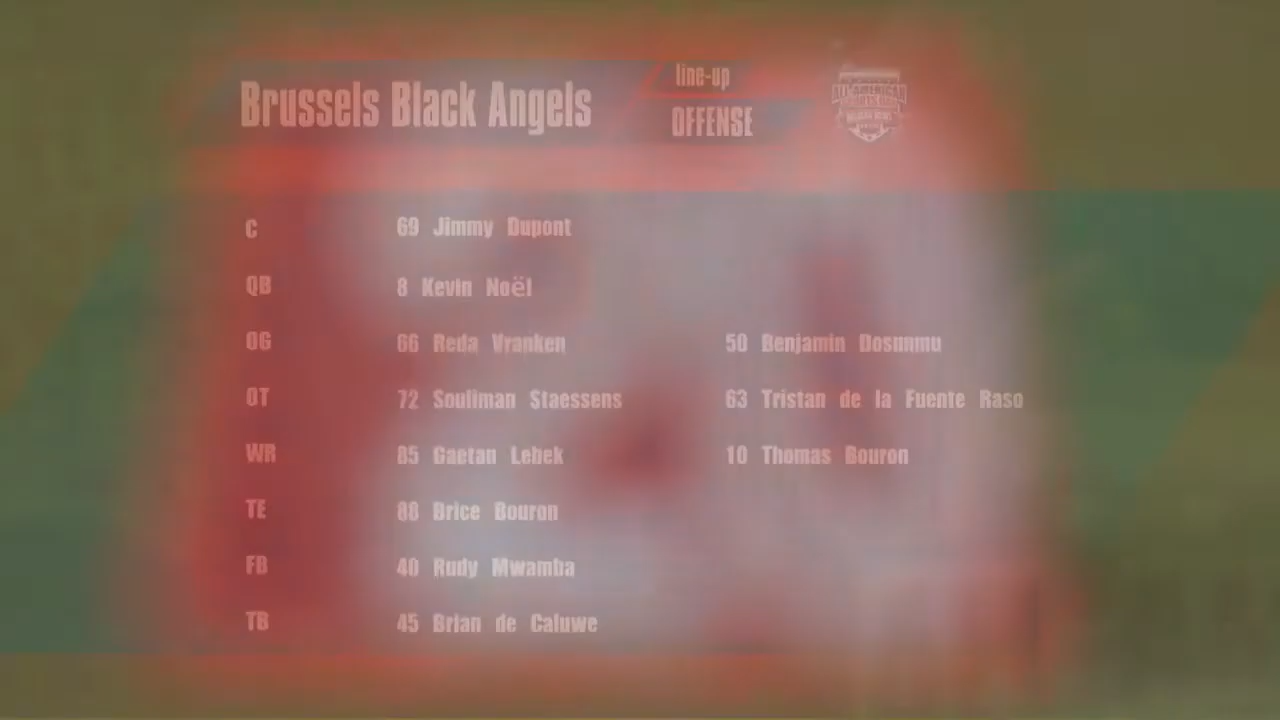 Brussels Black Angels
line-up
OFFENSE
ALL-AMERICAN
C 69 Jimmy Dupont
QB 8 Kevin Noël
OG 66 Reda Vranken 50 Benjamin Dosunmu
OT 72 Souliman Staessens 63 Tristan de la Fuente Raso
WR 85 Gaetan Lebek 10 Thomas Bouron
TE 88 Brice Bouron
FB 40 Rudy Mwamba
TB 45 Brian de Caluwe